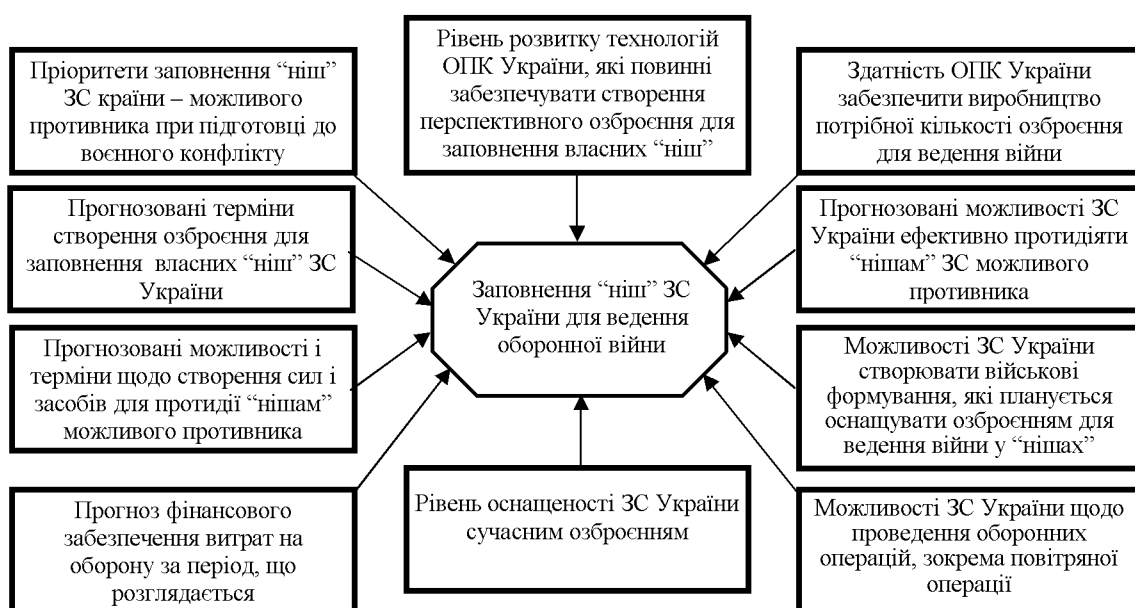 Пріоритети заповнення “ніш”
ЗС країни – можливого
противника при підготовці до
воєнного конфлікту
Рівень розвитку технологій
ОПК України, які повинні
забезпечувати створення
перспективного озброєння для
заповнення власних “ніш”
Здатність ОПК України
забезпечити виробництво
потрібної кількості озброєння
для ведення війни
Прогнозовані терміни
створення озброєння для
заповнення власних “ніш” ЗС
України
Заповнення “ніш” ЗС
України для ведення
оборонної війни
Прогнозовані можливості ЗС
України ефективно протидіяти
“нішам” ЗС можливого
противника
Прогнозовані можливості і
терміни щодо створення сил і
засобів для протидії “нішам”
можливого противника
Можливості ЗС України
створювати військові
формування, які планується
оснащувати озброєнням для
ведення війни у “нішах”
Прогноз фінансового
забезпечення витрат на
оборону за період, що
розглядається
Рівень оснащеності ЗС України
сучасним озброєнням
Можливості ЗС України щодо
проведення оборонних
операцій, зокрема повітряної
операції